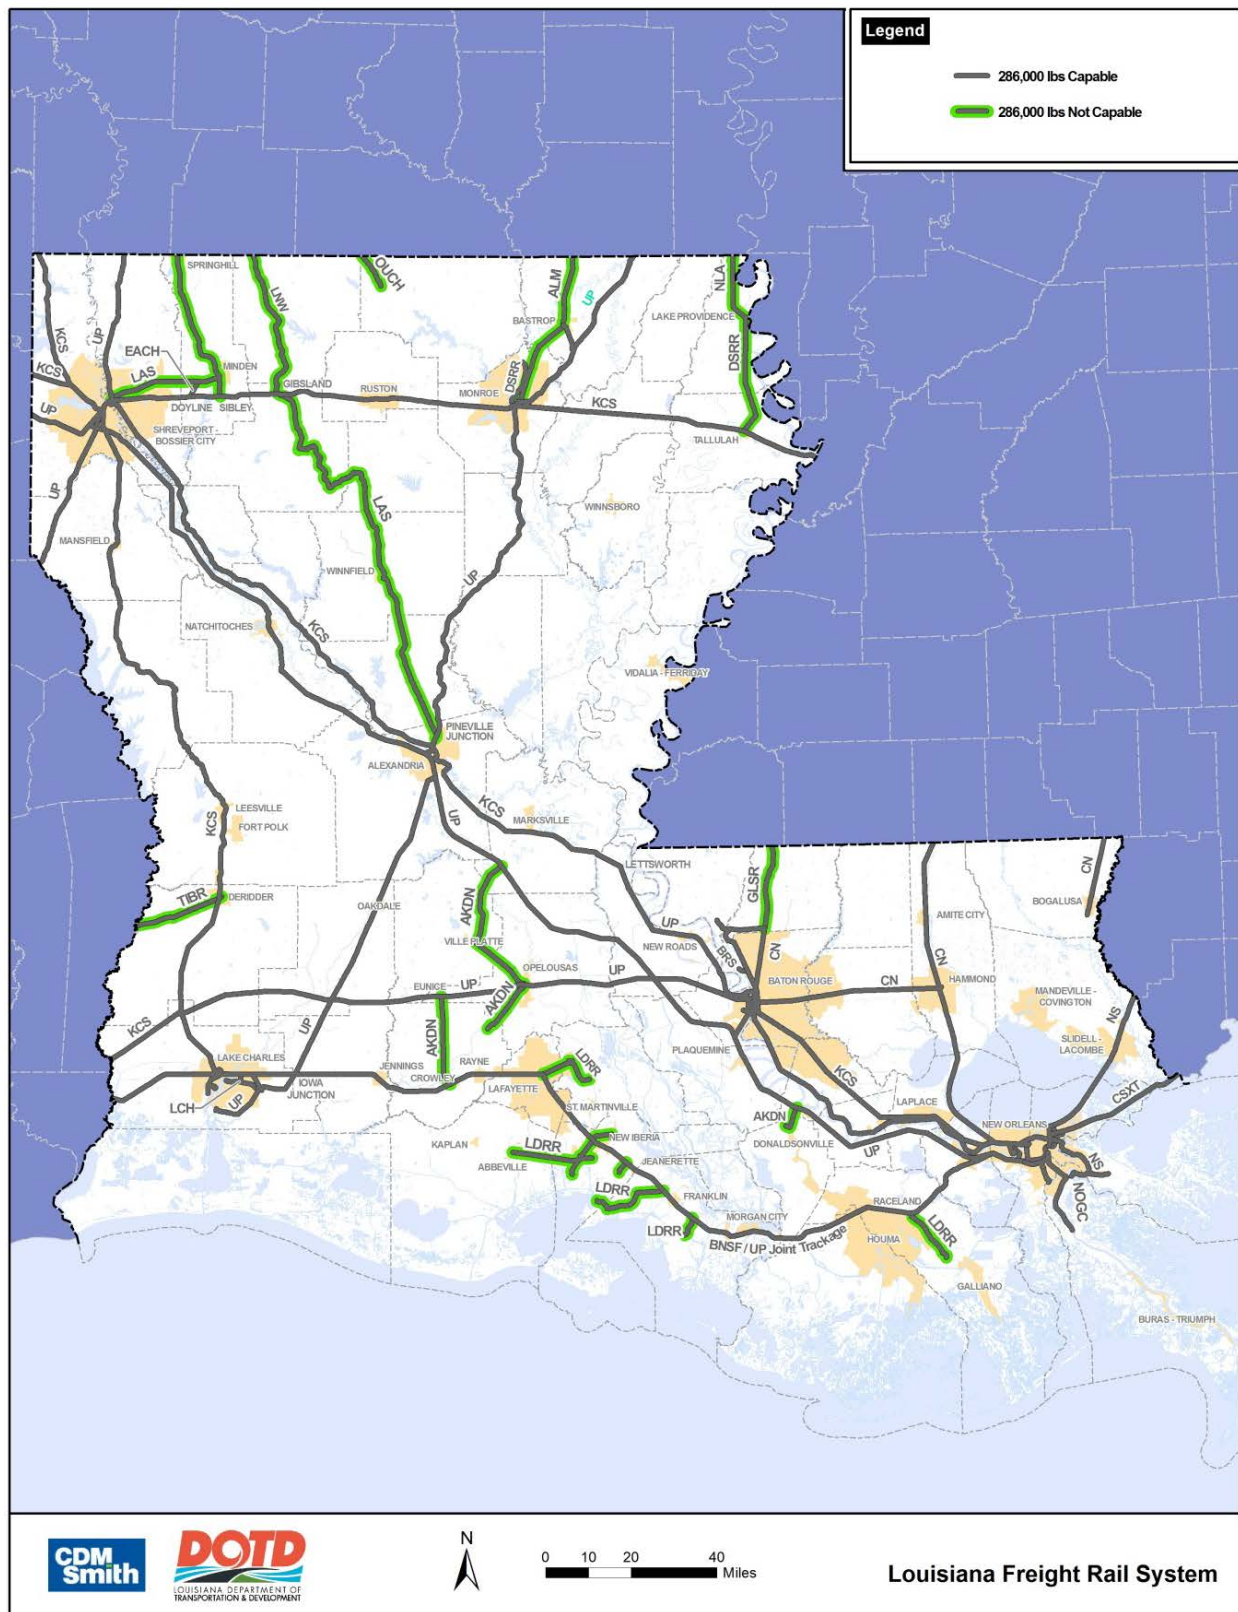 Legend
286,000 lbs Capable
286,000 lbs Not Capable
SPRINGHILL
LNW
OUCH
ALM
UP
NLA
KCS
UP
BASTROP
LAKE PROVIDENCE
EACH
KCS
LAS
MINDEN
GIBSLAND
RUSTON
MONROE
DSRR
DSRR
KCS
UP
DOYLINE
SIBLEY
SHREVEPORT -
BOSSIER CITY
TALLULAH
UP
LAS
WINNSBORO
MANSFIELD
WINNFIELD
UP
NATCHITOCHES
KCS
VIDALIA - FERRIDAY
PINEVILLE
JUNCTION
ALEXANDRIA
LEESVILLE
FORT POLK
KCS
UP
KCS
MARKSVILLE
LETTSWORTH
GLSR
CN
TIBR
DERIDDER
OAKDALE
AKDN
BOGALUSA
AMITE CITY
VILLE PLATTE
UP
NEW ROADS
BRS
CN
CN
OPELOUSAS
EUNICE
UP
UP
AKDN
BATON ROUGE
CN
HAMMOND
MANDEVILLE -
COVINGTON
KCS
UP
AKDN
NS
SLIDELL -
LACOMBE
LAKE CHARLES
JENNINGS
CROWLEY
RAYNE
LAFAYETTE
LDRR
PLAQUEMINE
KCS
IOWA
JUNCTION
LCH
UP
ST. MARTINVILLE
AKDN
DONALDSONVILLE
LAPLACE
NEW ORLEANS
CSXT
KAPLAN
LDRR
ABBEVILLE
NEW IBERIA
JEANERETTE
UP
NS
NOGC
LDRR
FRANKLIN
RACELAND
LDRR
MORGAN CITY
BNSF / UP Joint Trackage
HOUMA
LDRR
GALLIANO
BURAS - TRIUMPH
CDM
Smith
DOTD
LOUISIANA DEPARTMENT OF
TRANSPORTATION & DEVELOPMENT
N
0 10 20 40
Miles
Louisiana Freight Rail System